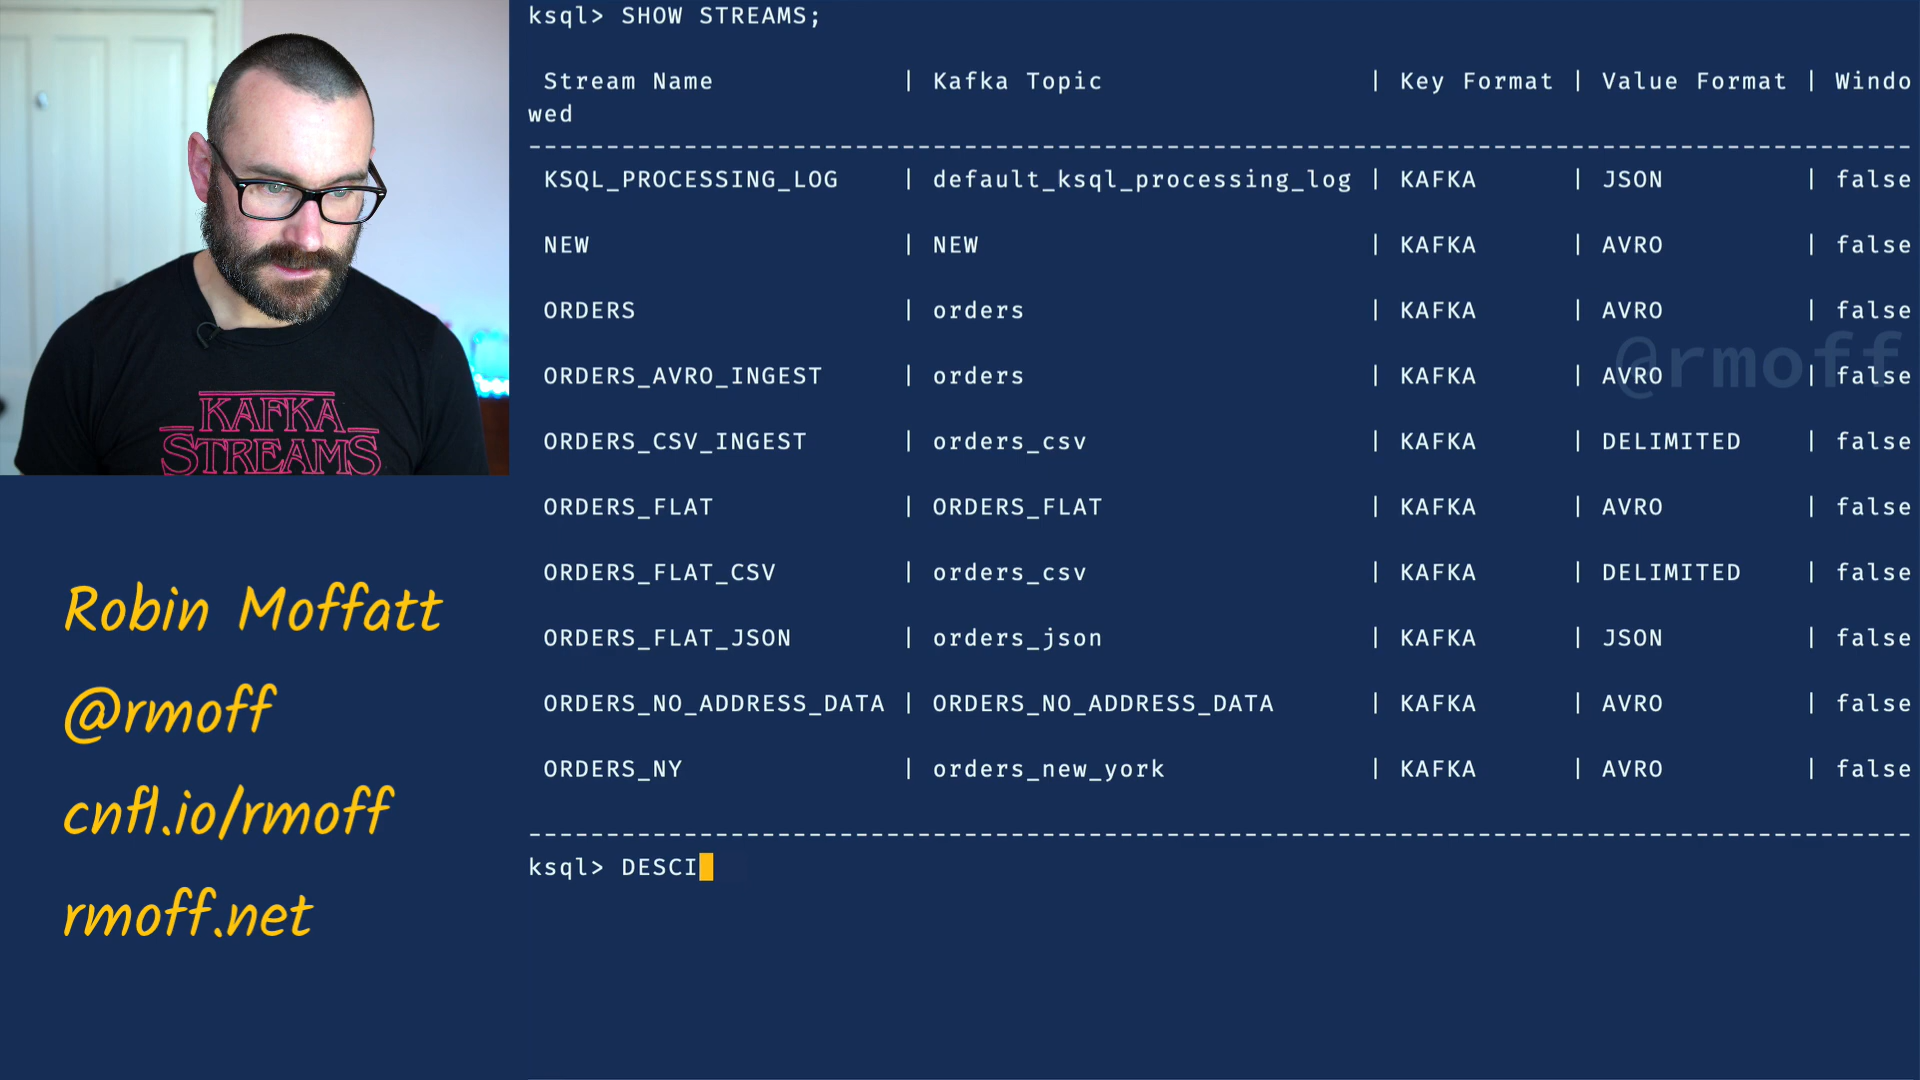 KAFKA
STREAMS
Robin Moffatt
@rmoff
cnfl.io/rmoff
rmoff.net
ksql> SHOW STREAMS;
Stream Name | Kafka Topic | Key Format | Value Format | Windo
wed
------------------------------------------------------------------------------------------
KSQL_PROCESSING_LOG | default_ksql_processing_log | KAFKA | JSON | false
NEW | NEW | KAFKA | AVRO | false
ORDERS | orders | KAFKA | AVRO | false
@rmoff
ORDERS_AVRO_INGEST | orders | KAFKA | AVRO | false
ORDERS_CSV_INGEST | orders_csv | KAFKA | DELIMITED | false
ORDERS_FLAT | ORDERS_FLAT | KAFKA | AVRO | false
ORDERS_FLAT_CSV | orders_csv | KAFKA | DELIMITED | false
ORDERS_FLAT_JSON | orders_json | KAFKA | JSON | false
ORDERS_NO_ADDRESS_DATA | ORDERS_NO_ADDRESS_DATA | KAFKA | AVRO | false
ORDERS_NY | orders_new_york | KAFKA | AVRO | false
------------------------------------------------------------------------------------------
ksql> DESCI